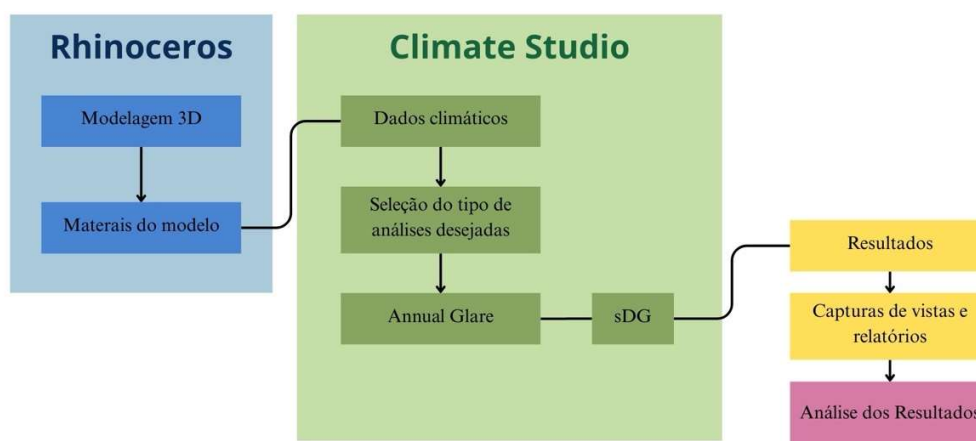 Rhinoceros
Modelagem 3D
Materais do modelo
Climate Studio
Dados climáticos
Seleção do tipo de
análises desejadas
Annual Glare
sDG
Resultados
Capturas de vistas e
relatórios
Análise dos Resultados